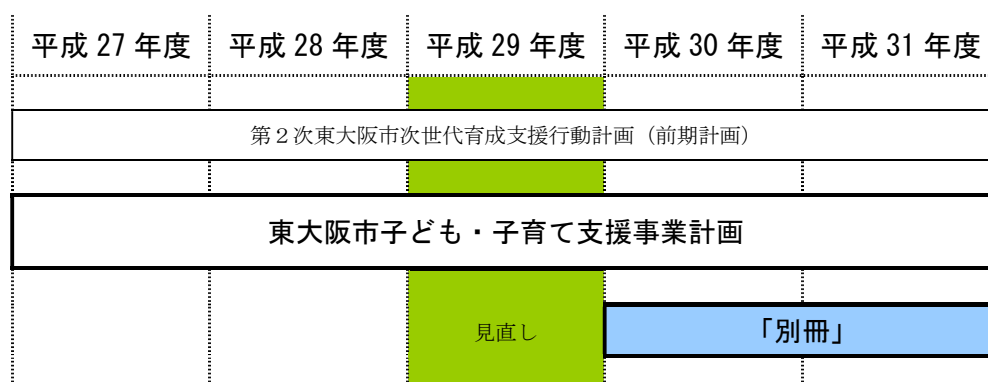 平成 27 年度 平成 28 年度 平成 29 年度 平成 30 年度 平成 31 年度
第２次東大阪市次世代育成支援行動計画（前期計画）
東大阪市子ども・子育て支援事業計画
見直し 「別冊」